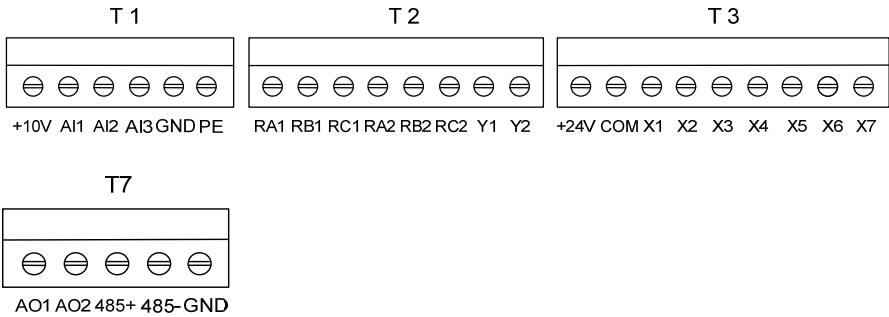 T 1 T 2 T 3
+10V AI1 AI2 AI3 GND PE RA1 RB1 RC1 RA2 RB2 RC2 Y1 Y2 +24V COM X1 X2 X3 X4 X5 X6 X7
T7
AO1 AO2 485+ 485- GND